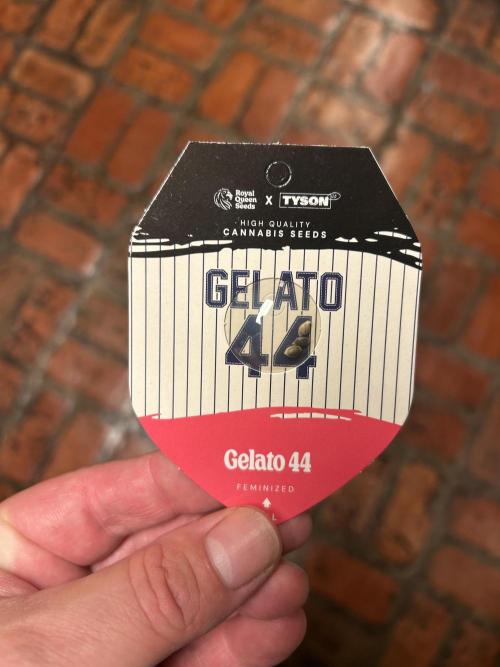 Royal Queen Seeds X TYSON
HIGH QUALITY
CANNABIS SEEDS
GELATO
44
Gelato 44
FEMINIZED